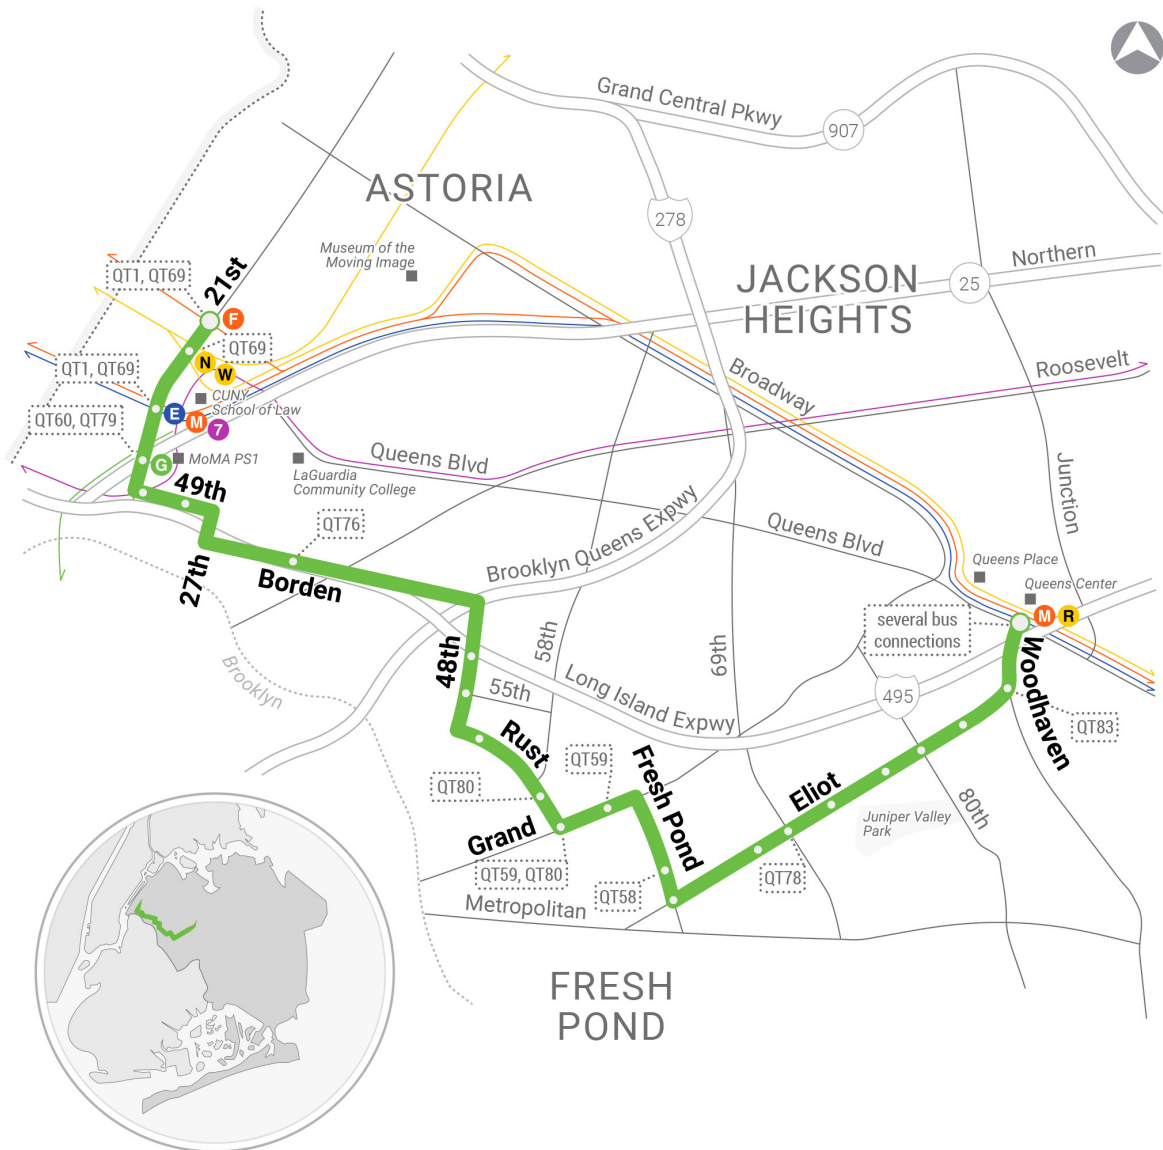 Grand Central Pkwy
907
ASTORIA
278
Museum of the
Moving Image
Northern
25
JACKSON
HEIGHTS
QT1, QT69
21st
F
QT69
N
W
Roosevelt
QT1, QT69
CUNY
School of Law
Broadway
E
M
7
QT60, QT79
G
MoMA PS1
Queens Blvd
LaGuardia
Community College
49th
Junction
QT76
Queens Blvd
Brooklyn Queens Expwy
27th
Borden
Queens Place
Queens Center
several bus
connections
M
R
58th
69th
48th
Woodhaven
Brooklyn
55th
Long Island Expwy
495
QT83
Rust
QT59
Fresh Pond
QT80
Eliot
80th
Juniper Valley
Park
Grand
QT59, QT80
QT58
QT78
Metropolitan
FRESH
POND